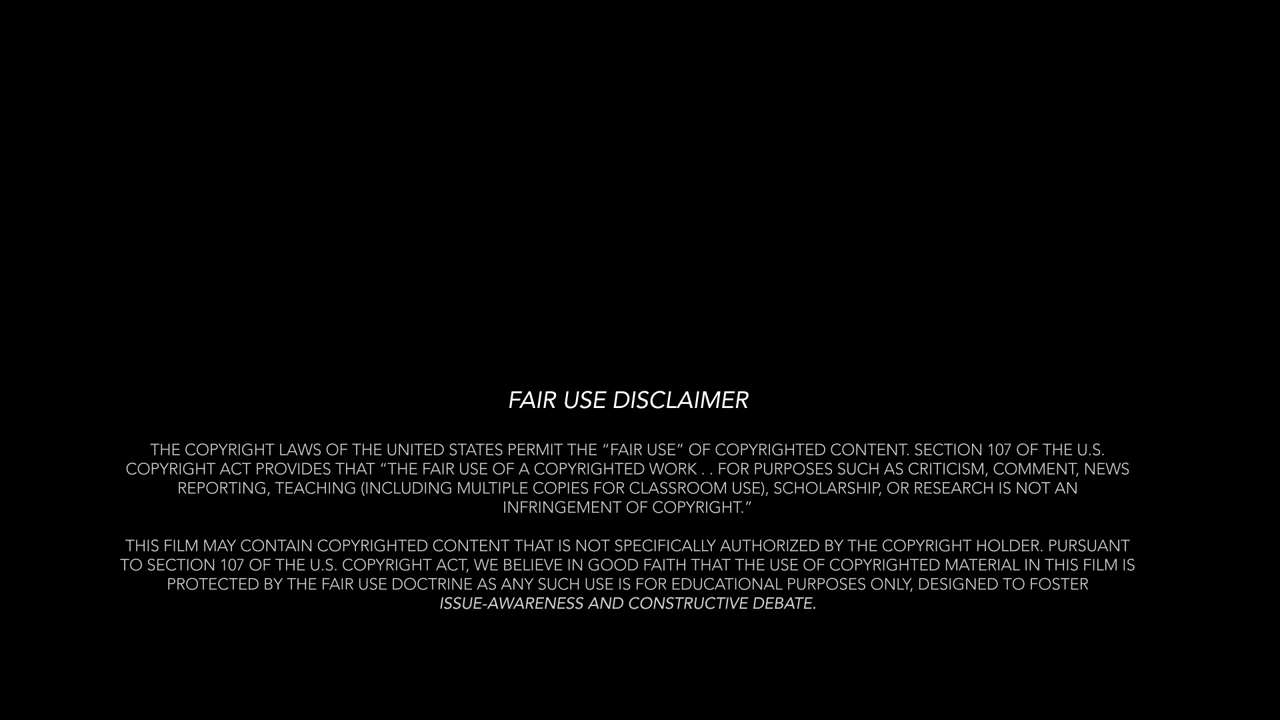 FAIR USE DISCLAIMER
THE COPYRIGHT LAWS OF THE UNITED STATES PERMIT THE “FAIR USE” OF COPYRIGHTED CONTENT. SECTION 107 OF THE U.S.
COPYRIGHT ACT PROVIDES THAT “THE FAIR USE OF A COPYRIGHTED WORK . . FOR PURPOSES SUCH AS CRITICISM, COMMENT, NEWS
REPORTING, TEACHING (INCLUDING MULTIPLE COPIES FOR CLASSROOM USE), SCHOLARSHIP, OR RESEARCH IS NOT AN
INFRINGEMENT OF COPYRIGHT.”
THIS FILM MAY CONTAIN COPYRIGHTED CONTENT THAT IS NOT SPECIFICALLY AUTHORIZED BY THE COPYRIGHT HOLDER. PURSUANT
TO SECTION 107 OF THE U.S. COPYRIGHT ACT, WE BELIEVE IN GOOD FAITH THAT THE USE OF COPYRIGHTED MATERIAL IN THIS FILM IS
PROTECTED BY THE FAIR USE DOCTRINE AS ANY SUCH USE IS FOR EDUCATIONAL PURPOSES ONLY, DESIGNED TO FOSTER
ISSUE-AWARENESS AND CONSTRUCTIVE DEBATE.